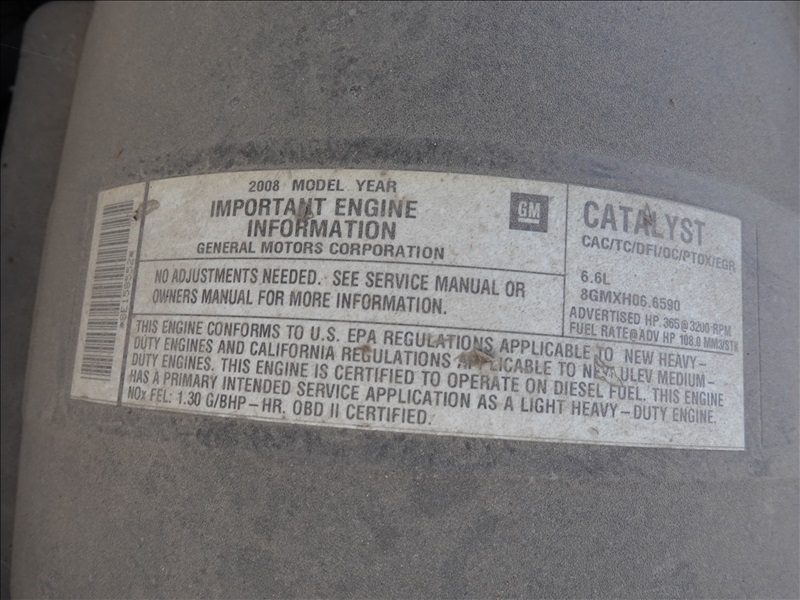 2008 MODEL YEAR
IMPORTANT ENGINE
INFORMATION
GENERAL MOTORS CORPORATION
GM
CATALYST
CAC/TC/DFI/OC/PTOX/EGR
6.6L
8GMXH06.6590
ADVERTISED HP 365@3200 RPM
FUEL RATE@ADV HP 108.0 MM3/STK
NO ADJUSTMENTS NEEDED. SEE SERVICE MANUAL OR
OWNERS MANUAL FOR MORE INFORMATION.
THIS ENGINE CONFORMS TO U.S. EPA REGULATIONS APPLICABLE TO NEW HEAVY-
DUTY ENGINES AND CALIFORNIA REGULATIONS APPLICABLE TO NEW ULEV MEDIUM-
DUTY ENGINES. THIS ENGINE IS CERTIFIED TO OPERATE ON DIESEL FUEL. THIS ENGINE
HAS A PRIMARY INTENDED SERVICE APPLICATION AS A LIGHT HEAVY-DUTY ENGINE.
NOx FEL: 1.30 G/BHP-HR. OBD II CERTIFIED.